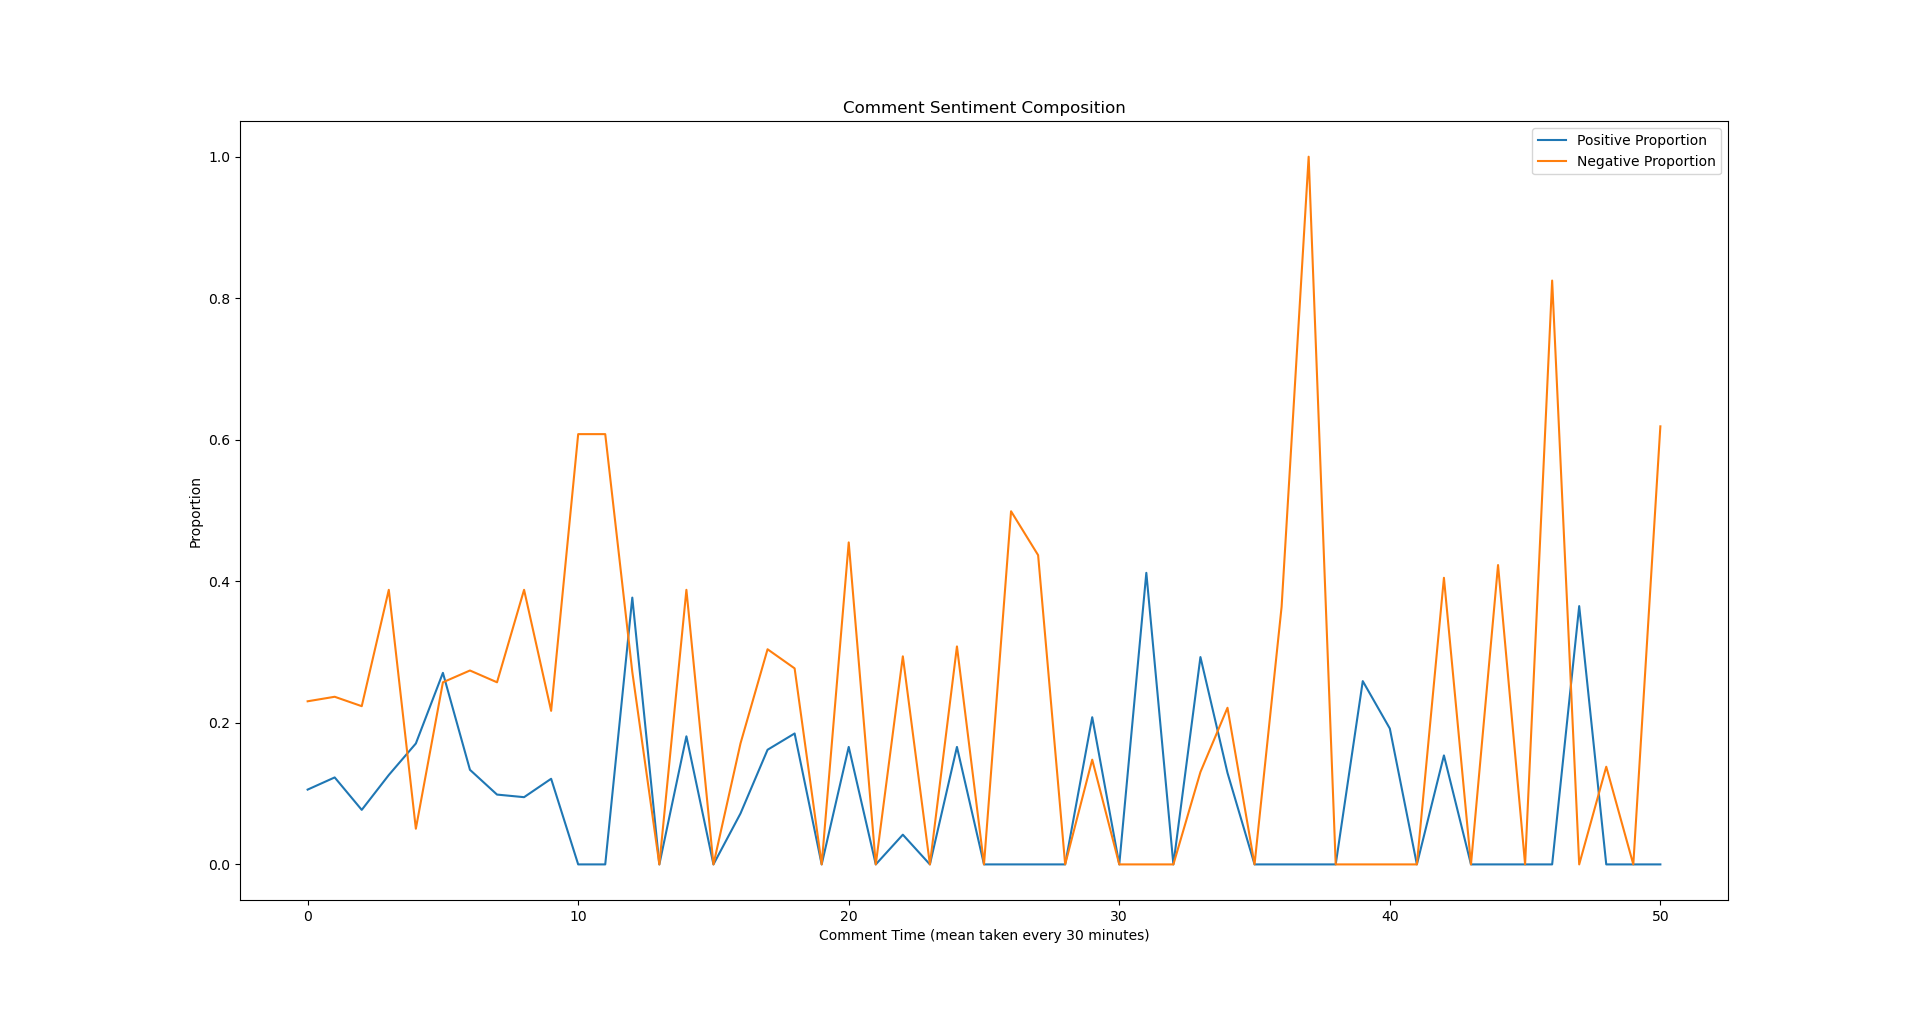 Comment Sentiment Composition
Positive Proportion
Negative Proportion
1.0
0.8
0.6
0.4
0.2
0.0
Proportion
0 10 20 30 40 50
Comment Time (mean taken every 30 minutes)